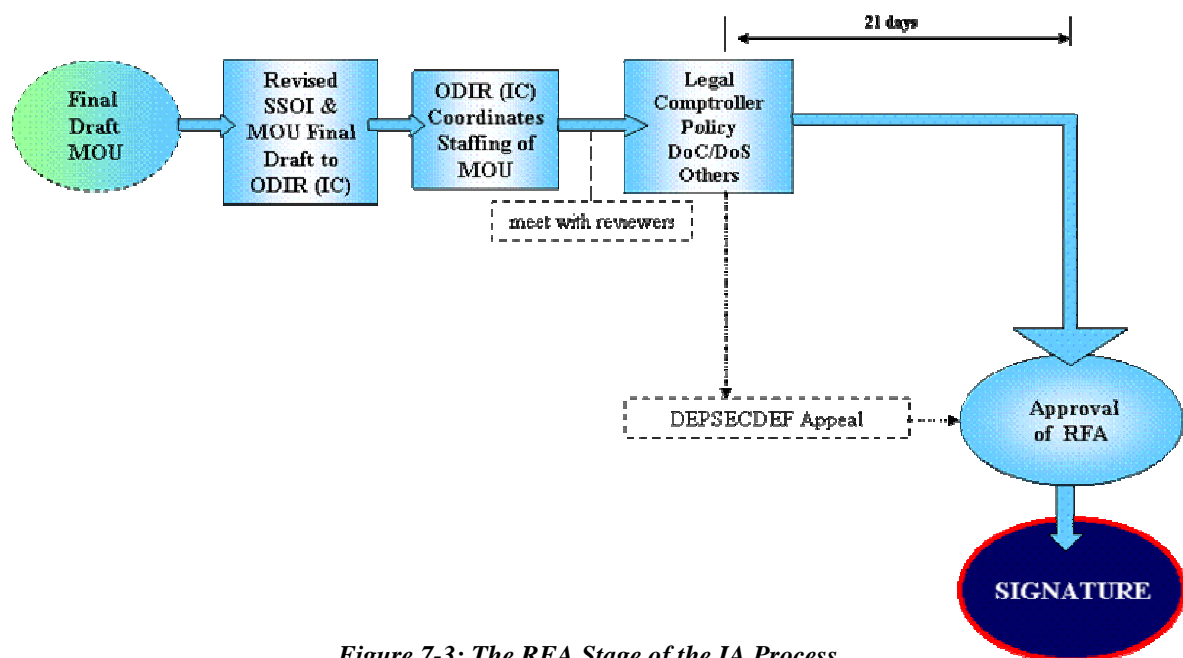 21 days
Final
Draft
MOU
Revised
SSOI &
MOU Final
Draft to
ODIR (IC)
ODIR (IC)
Coordinates
Staffing of
MOU
Legal
Comptroller
Policy
DoC/DoS
Others
meet with reviewers
DEPSECDEF Appeal
Approval
of RFA
SIGNATURE
Figure 7-3: The RFA Stage of the IA Process